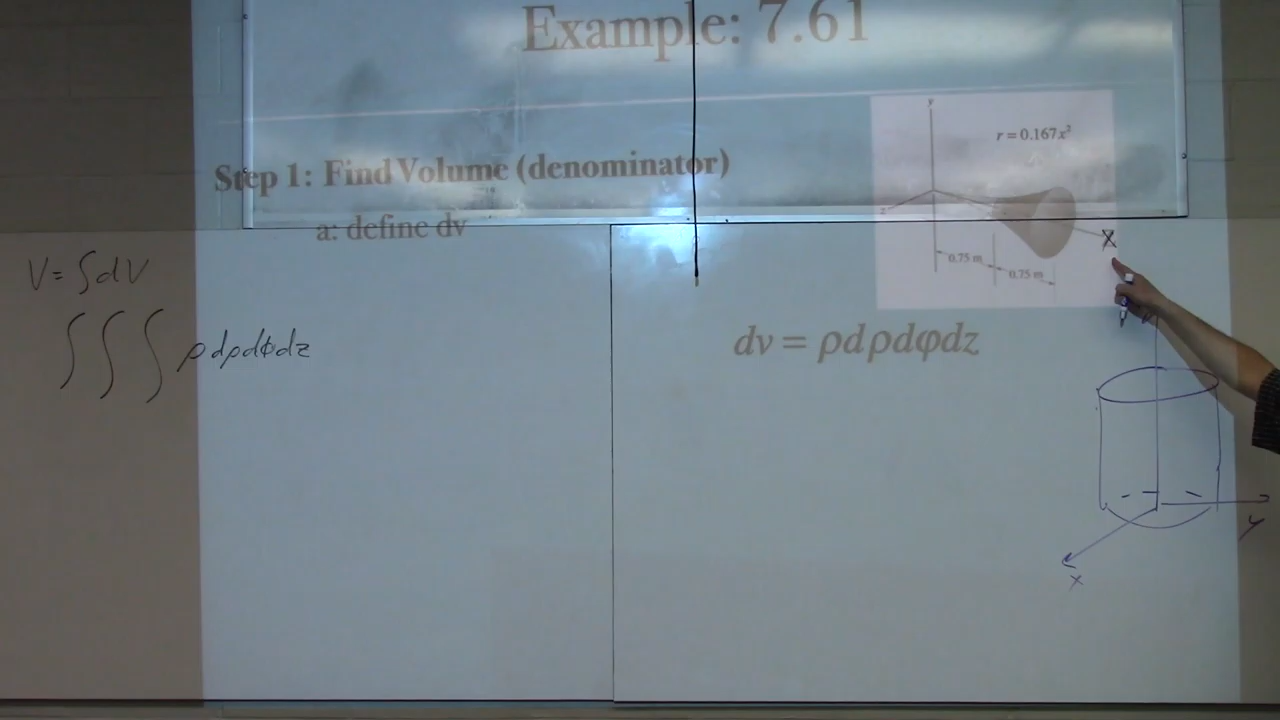 Example: 7.61
Step 1: Find Volume (denominator)
a: define dv
y
r = 0.167x²
z
X
0.75 m
0.75 m
V = ∫dV
∫∫∫ ρdρdϕdz
dv = ρdρdφdz
y
x